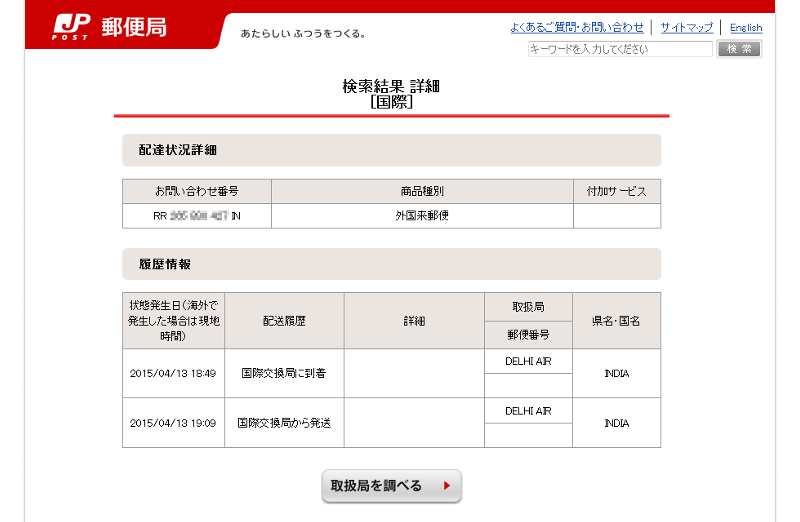 JP POST 郵便局
あたらしい ふつうをつくる。
よくあるご質問・お問い合わせ
サイトマップ
English
キーワードを入力してください
検 索
検索結果 詳細
[国際]
配達状況詳細
お問い合わせ番号 商品種別 付加サービス
RR IN 外国来郵便
履歴情報
状態発生日(海外で
発生した場合は現地
時間)
配送履歴
詳細
取扱局
郵便番号
県名・国名
2015/04/13 18:49 国際交換局に到着 DELHI AIR INDIA
2015/04/13 19:09 国際交換局から発送 DELHI AIR INDIA
取扱局を調べる